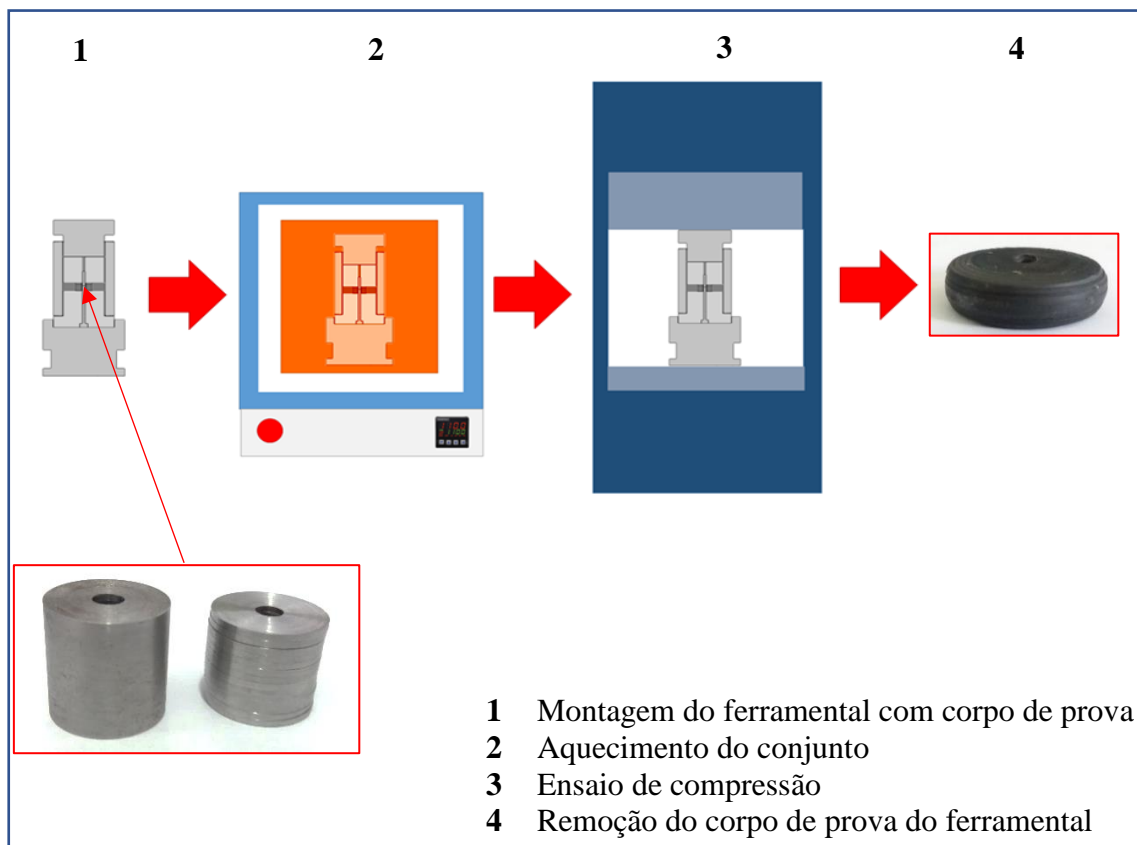 1
2
3
4
1 Montagem do ferramental com corpo de prova
2 Aquecimento do conjunto
3 Ensaio de compressão
4 Remoção do corpo de prova do ferramental